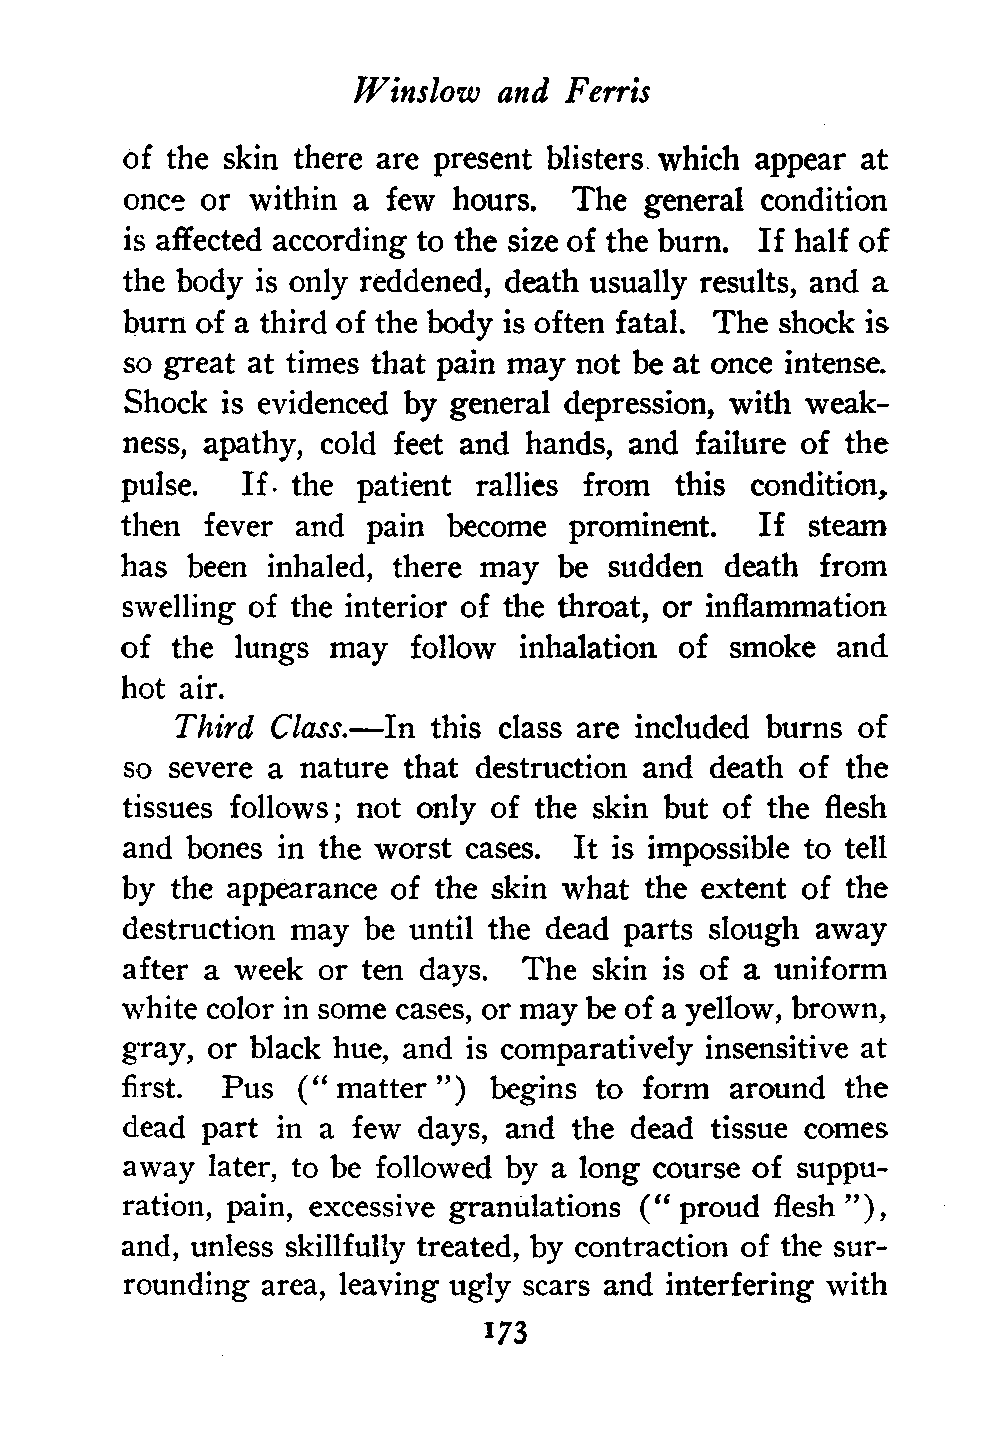 Winslow and Ferris
of the skin there are present blisters which appear at
once or within a few hours. The general condition
is affected according to the size of the burn. If half of
the body is only reddened, death usually results, and a
burn of a third of the body is often fatal. The shock is
so great at times that pain may not be at once intense.
Shock is evidenced by general depression, with weak-
ness, apathy, cold feet and hands, and failure of the
pulse. If the patient rallies from this condition,
then fever and pain become prominent. If steam
has been inhaled, there may be sudden death from
swelling of the interior of the throat, or inflammation
of the lungs may follow inhalation of smoke and
hot air.
Third Class.—In this class are included burns of
so severe a nature that destruction and death of the
tissues follows; not only of the skin but of the flesh
and bones in the worst cases. It is impossible to tell
by the appearance of the skin what the extent of the
destruction may be until the dead parts slough away
after a week or ten days. The skin is of a uniform
white color in some cases, or may be of a yellow, brown,
gray, or black hue, and is comparatively insensitive at
first. Pus (“ matter ”) begins to form around the
dead part in a few days, and the dead tissue comes
away later, to be followed by a long course of suppu-
ration, pain, excessive granulations (“ proud flesh ”),
and, unless skillfully treated, by contraction of the sur-
rounding area, leaving ugly scars and interfering with
173